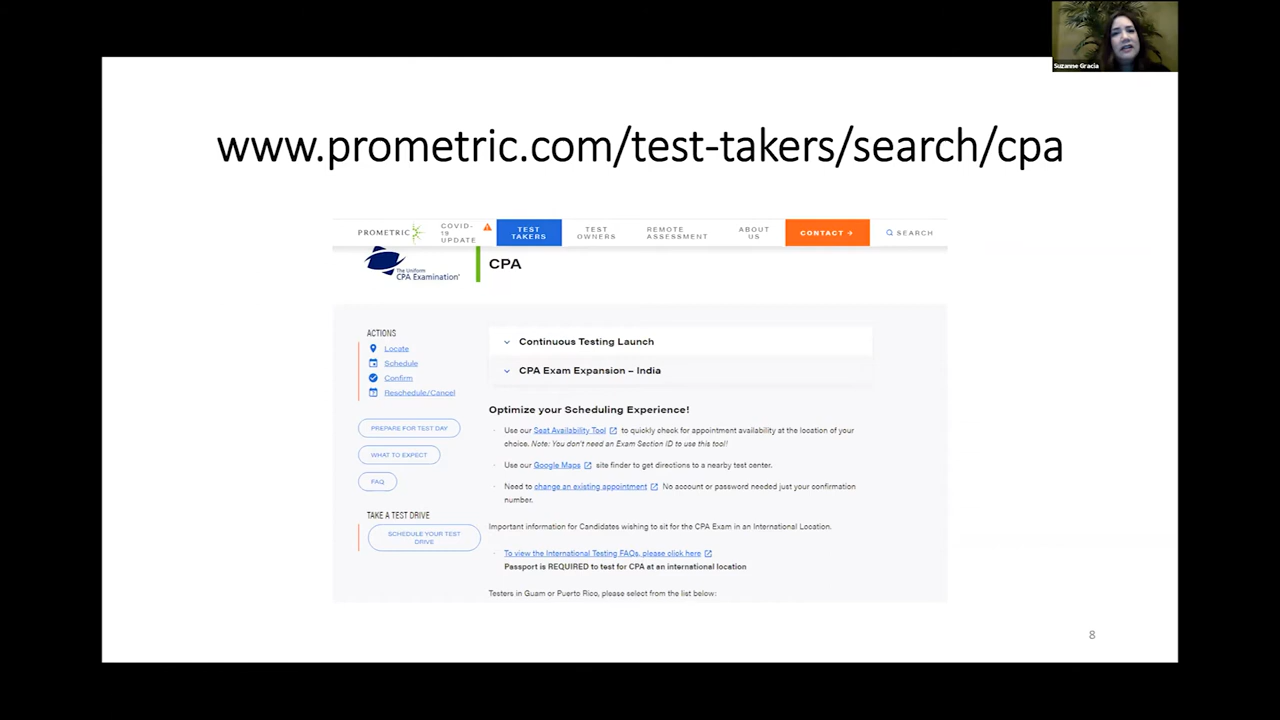 Suzanne Gracia
www.prometric.com/test-takers/search/cpa
PROMETRIC
COVID-
19
UPDATE
TEST
TAKERS
TEST
OWNERS
REMOTE
ASSESSMENT
ABOUT
US
CONTACT →
SEARCH
The Uniform
CPA Examination®
CPA
ACTIONS
Locate
Schedule
Confirm
Reschedule/Cancel
PREPARE FOR TEST DAY
WHAT TO EXPECT
FAQ
TAKE A TEST DRIVE
SCHEDULE YOUR TEST
DRIVE
Continuous Testing Launch
CPA Exam Expansion – India
Optimize your Scheduling Experience!
· Use our Seat Availability Tool to quickly check for appointment availability at the location of your
choice. Note: You don't need an Exam Section ID to use this tool!
· Use our Google Maps site finder to get directions to a nearby test center.
· Need to change an existing appointment No account or password needed just your confirmation
number.
Important information for Candidates wishing to sit for the CPA Exam in an International Location.
· To view the International Testing FAQs, please click here
Passport is REQUIRED to test for CPA at an international location
Testers in Guam or Puerto Rico, please select from the list below:
8